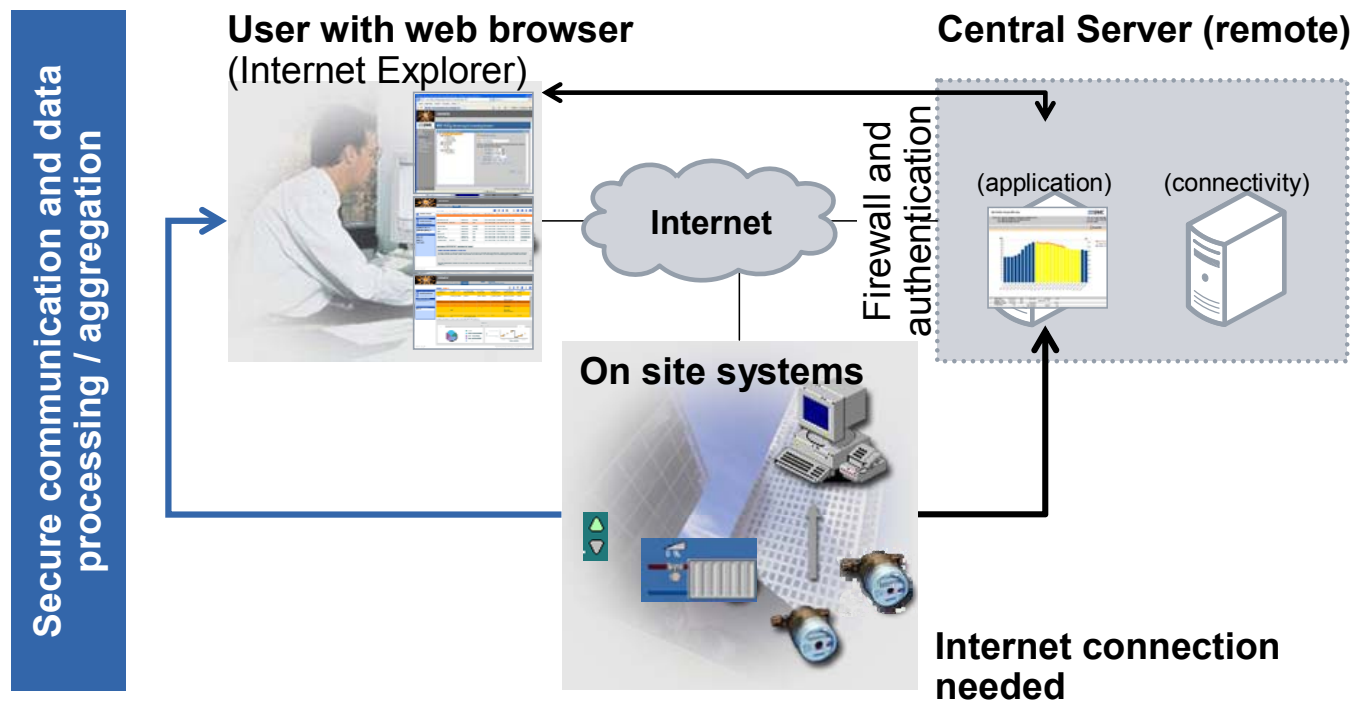 Secure communication and data
processing / aggregation
User with web browser
(Internet Explorer)
Central Server (remote)
Internet
Firewall and
authentication
(application)
(connectivity)
On site systems
Internet connection
needed